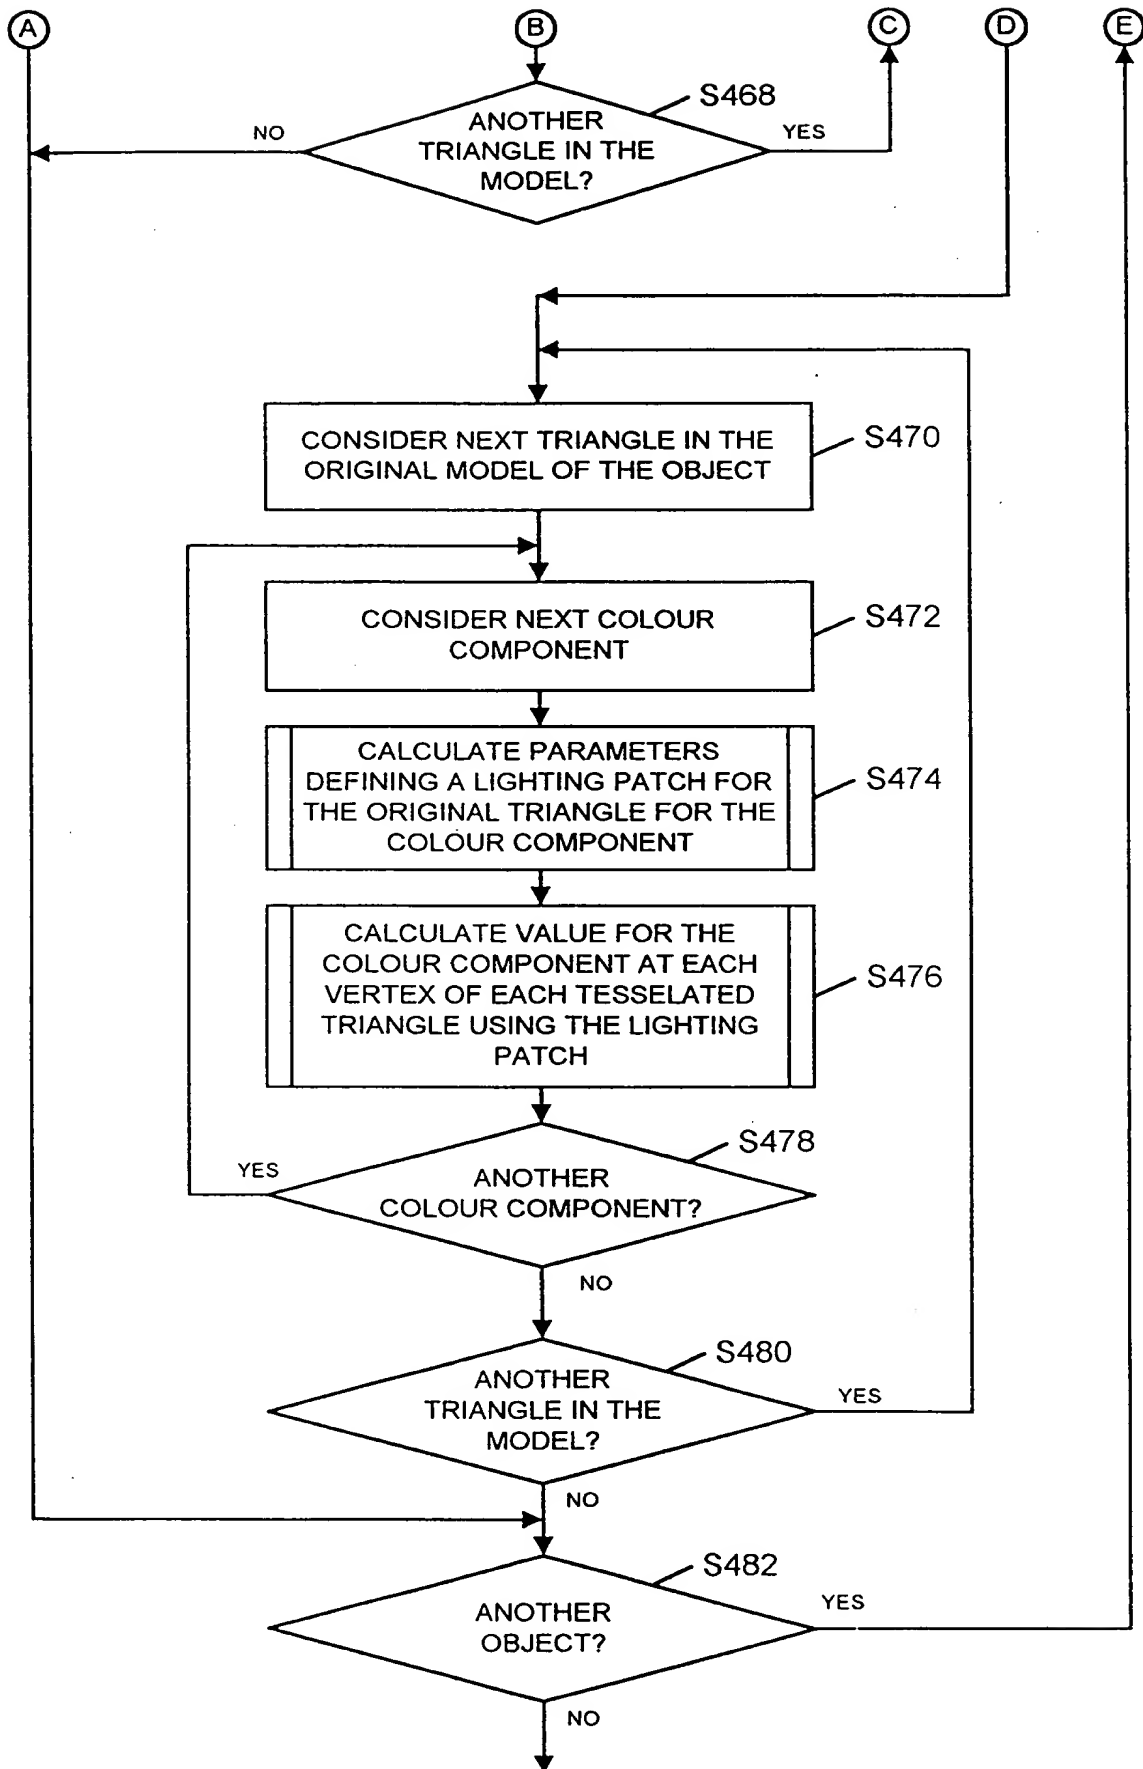 A
B
C
D
E
S468
ANOTHER
TRIANGLE IN THE
MODEL?
NO
YES
CONSIDER NEXT TRIANGLE IN THE
ORIGINAL MODEL OF THE OBJECT
S470
CONSIDER NEXT COLOUR
COMPONENT
S472
CALCULATE PARAMETERS
DEFINING A LIGHTING PATCH FOR
THE ORIGINAL TRIANGLE FOR THE
COLOUR COMPONENT
S474
CALCULATE VALUE FOR THE
COLOUR COMPONENT AT EACH
VERTEX OF EACH TESSELATED
TRIANGLE USING THE LIGHTING
PATCH
S476
S478
YES
ANOTHER
COLOUR COMPONENT?
NO
S480
ANOTHER
TRIANGLE IN THE
MODEL?
YES
NO
S482
ANOTHER
OBJECT?
YES
NO